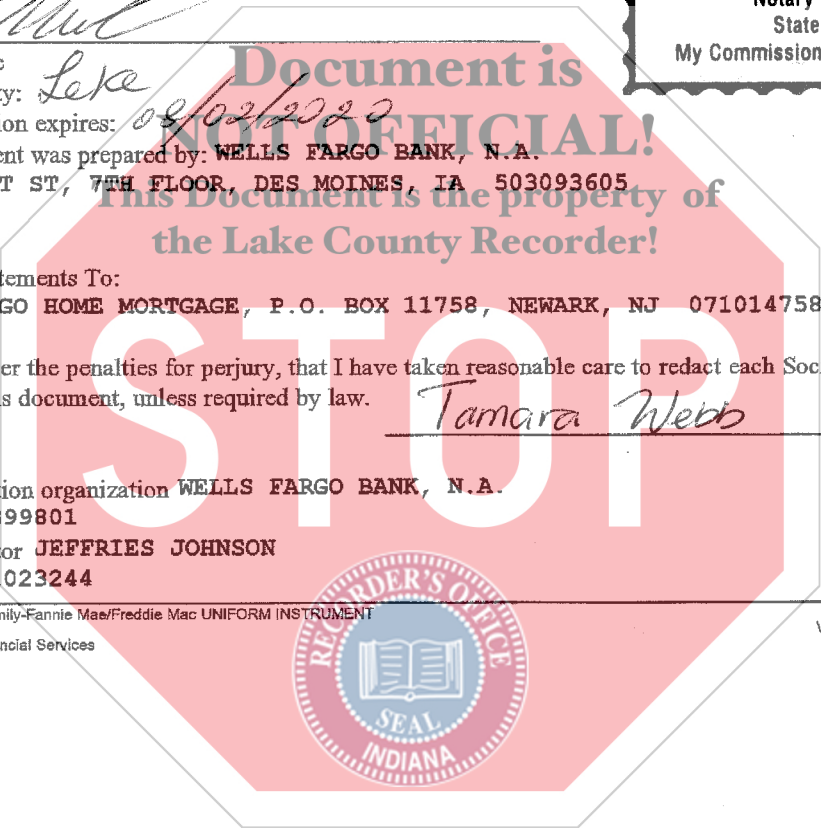 Notary
State
My Commission
ty: Lake
ion expires: 08/02/2020
ent was prepared by: WELLS FARGO BANK, N.A.
T ST, 7TH FLOOR, DES MOINES, IA 503093605
Document is
NOT OFFICIAL!
This Document is the property of
the Lake County Recorder!
tements To:
GO HOME MORTGAGE, P.O. BOX 11758, NEWARK, NJ 071014758
er the penalties for perjury, that I have taken reasonable care to redact each Soc
is document, unless required by law. Tamara Webb
STOP
tion organization WELLS FARGO BANK, N.A.
99801
or JEFFRIES JOHNSON
023244
mily-Fannie Mae/Freddie Mac UNIFORM INSTRUMENT
ncial Services
RECORDER'S OFFICE
SEAL
INDIANA